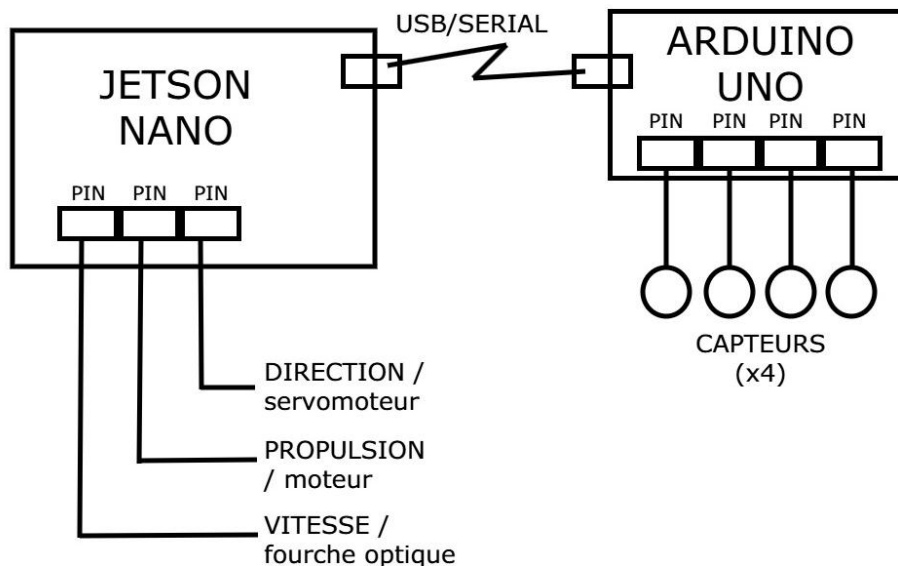 USB/SERIAL
JETSON
NANO
PIN PIN PIN
ARDUINO
UNO
PIN PIN PIN PIN
CAPTEURS
(x4)
DIRECTION /
servomoteur
PROPULSION
/ moteur
VITESSE /
fourche optique